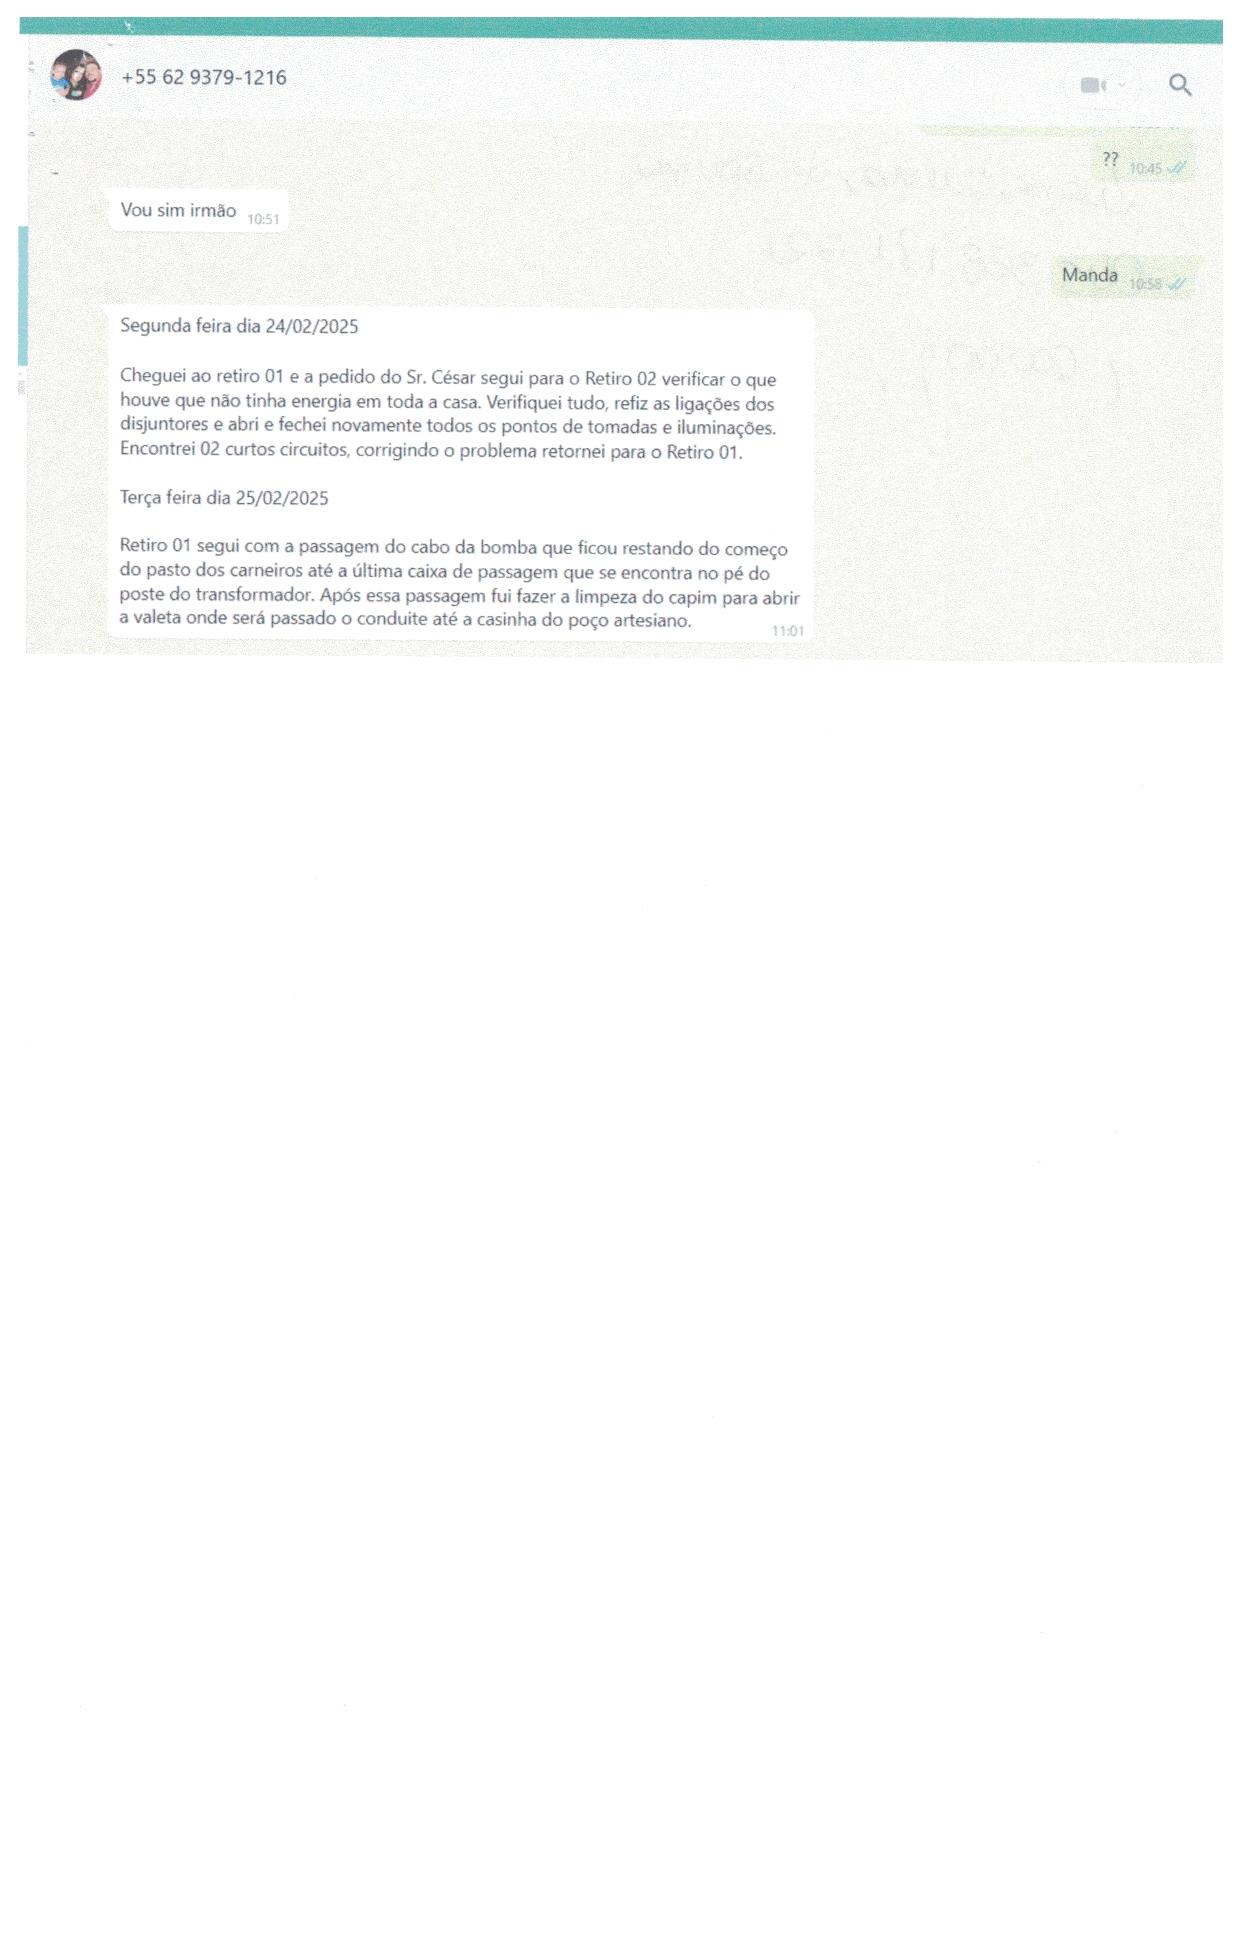 +55 62 9379-1216
?? 10:45
Vou sim irmão 10:51
Manda 10:58
Segunda feira dia 24/02/2025
Cheguei ao retiro 01 e a pedido do Sr. César segui para o Retiro 02 verificar o que
houve que não tinha energia em toda a casa. Verifiquei tudo, refiz as ligações dos
disjuntores e abri e fechei novamente todos os pontos de tomadas e iluminações.
Encontrei 02 curtos circuitos, corrigindo o problema retornei para o Retiro 01.
Terça feira dia 25/02/2025
Retiro 01 segui com a passagem do cabo da bomba que ficou restando do começo
do pasto dos carneiros até a última caixa de passagem que se encontra no pé do
poste do transformador. Após essa passagem fui fazer a limpeza do capim para abrir
a valeta onde será passado o conduite até a casinha do poço artesiano.
11:01